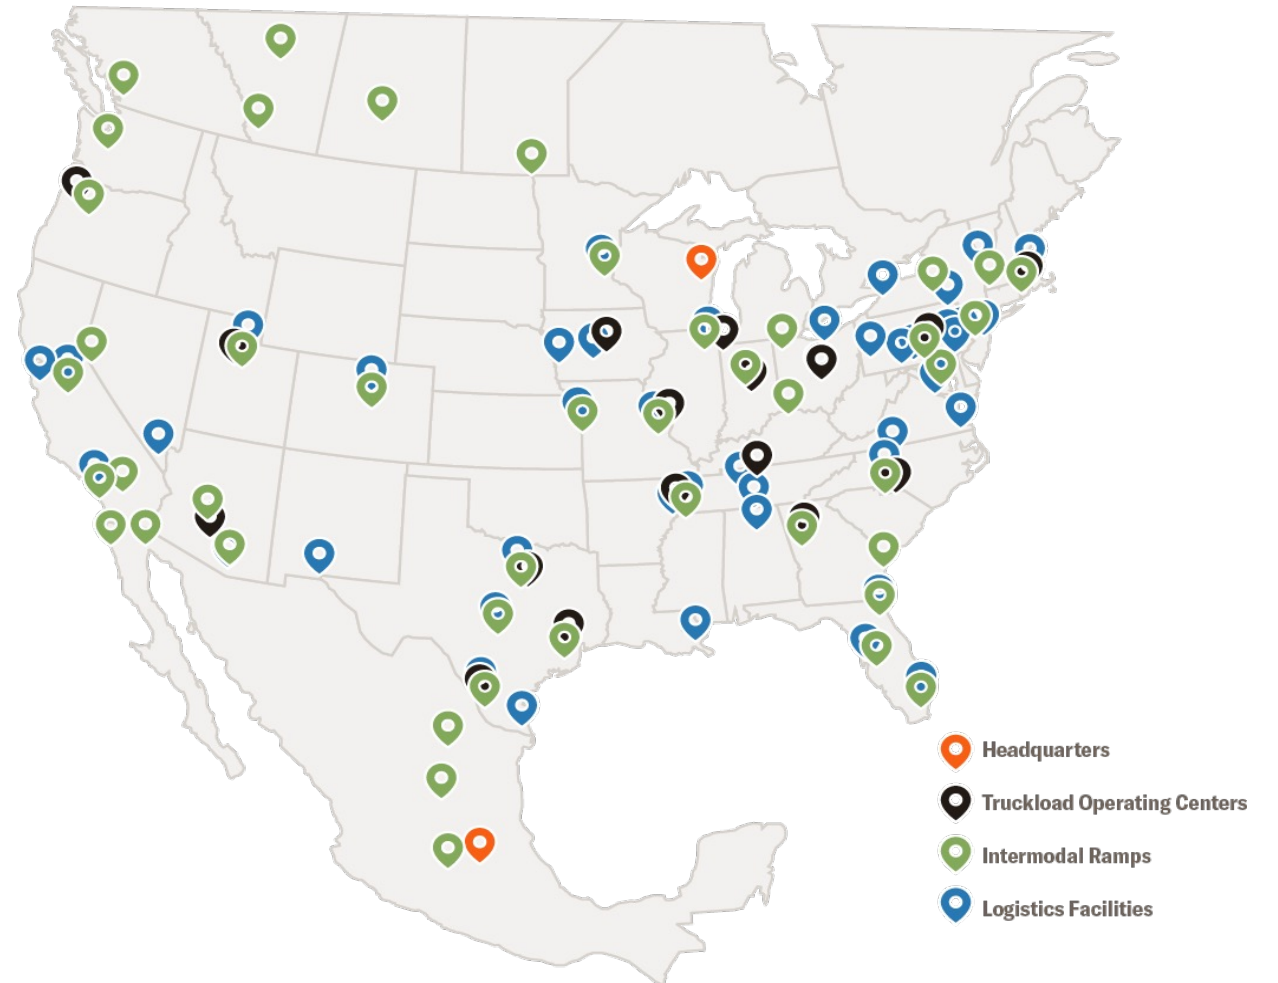 Headquarters
Truckload Operating Centers
Intermodal Ramps
Logistics Facilities